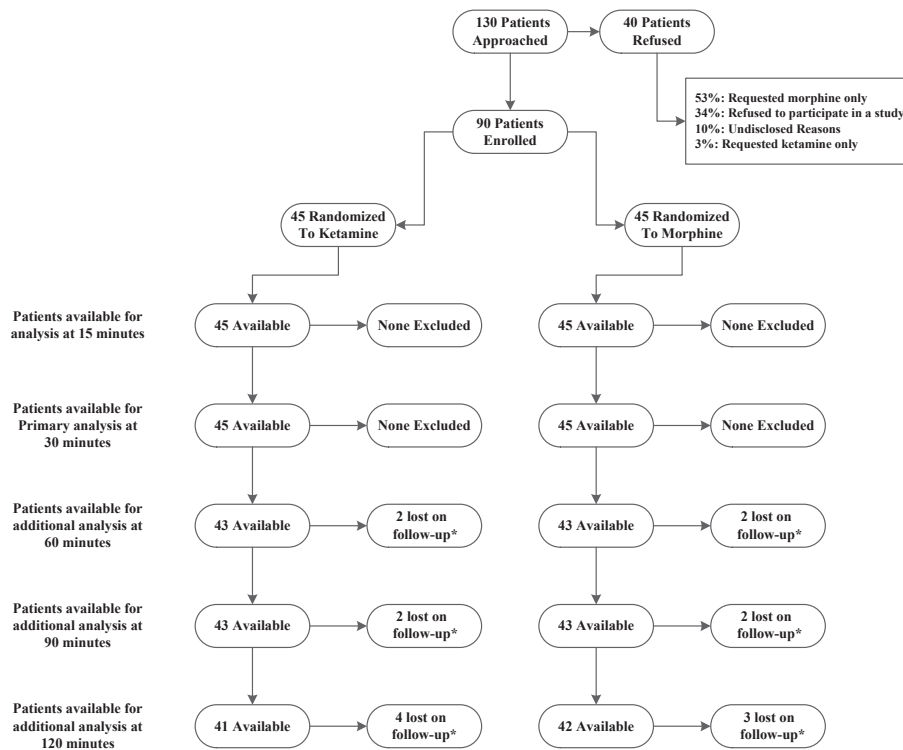 130 Patients
Approached
40 Patients
Refused
53%: Requested morphine only
34%: Refused to participate in a study
10%: Undisclosed Reasons
3%: Requested ketamine only
90 Patients
Enrolled
45 Randomized
To Ketamine
45 Randomized
To Morphine
Patients available for
analysis at 15 minutes
45 Available
None Excluded
45 Available
None Excluded
Patients available for
Primary analysis at
30 minutes
45 Available
None Excluded
45 Available
None Excluded
Patients available for
additional analysis at
60 minutes
43 Available
2 lost on
follow-up*
43 Available
2 lost on
follow-up*
Patients available for
additional analysis at
90 minutes
43 Available
2 lost on
follow-up*
43 Available
2 lost on
follow-up*
Patients available for
additional analysis at
120 minutes
41 Available
4 lost on
follow-up*
42 Available
3 lost on
follow-up*